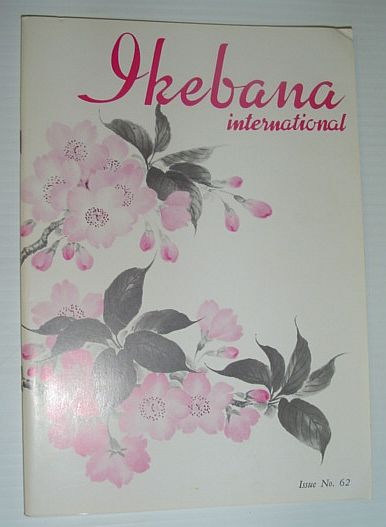 Ikebana
international
Issue No. 62